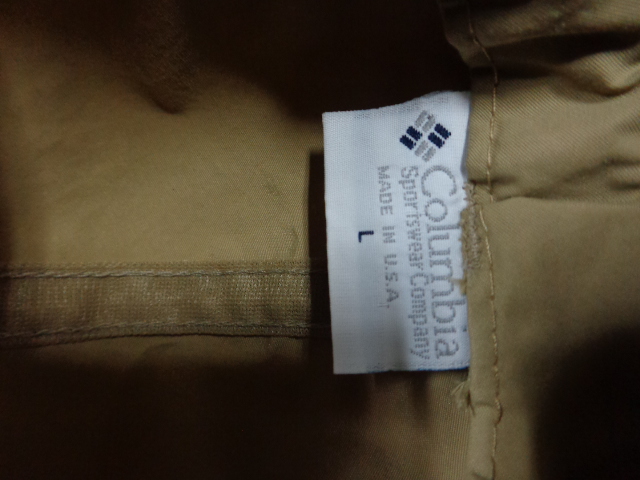 Columbia
Sportswear Company
MADE IN U.S.A.
L